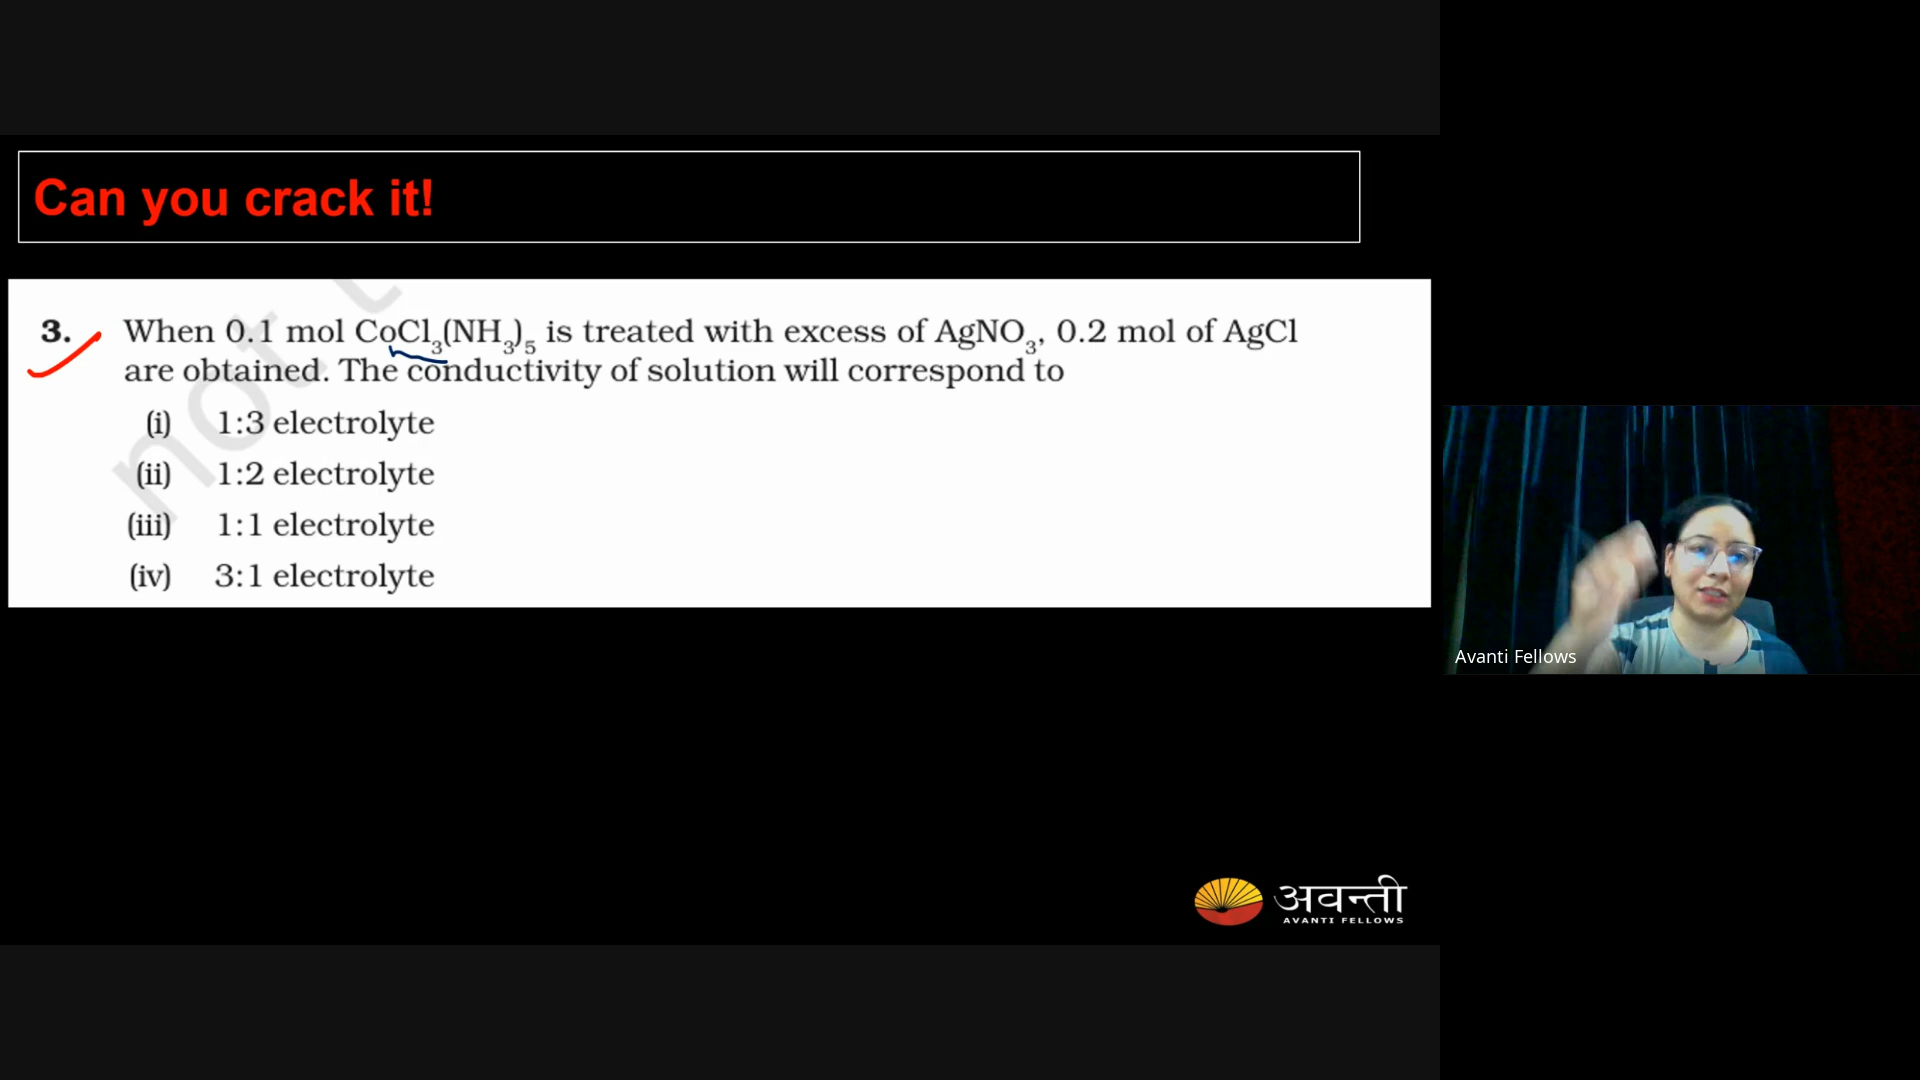 Can you crack it!
not t
3. When 0.1 mol CoCl₃(NH₃)₅ is treated with excess of AgNO₃, 0.2 mol of AgCl
are obtained. The conductivity of solution will correspond to
(i) 1:3 electrolyte
(ii) 1:2 electrolyte
(iii) 1:1 electrolyte
(iv) 3:1 electrolyte
Avanti Fellows
अवन्ती
AVANTI FELLOWS